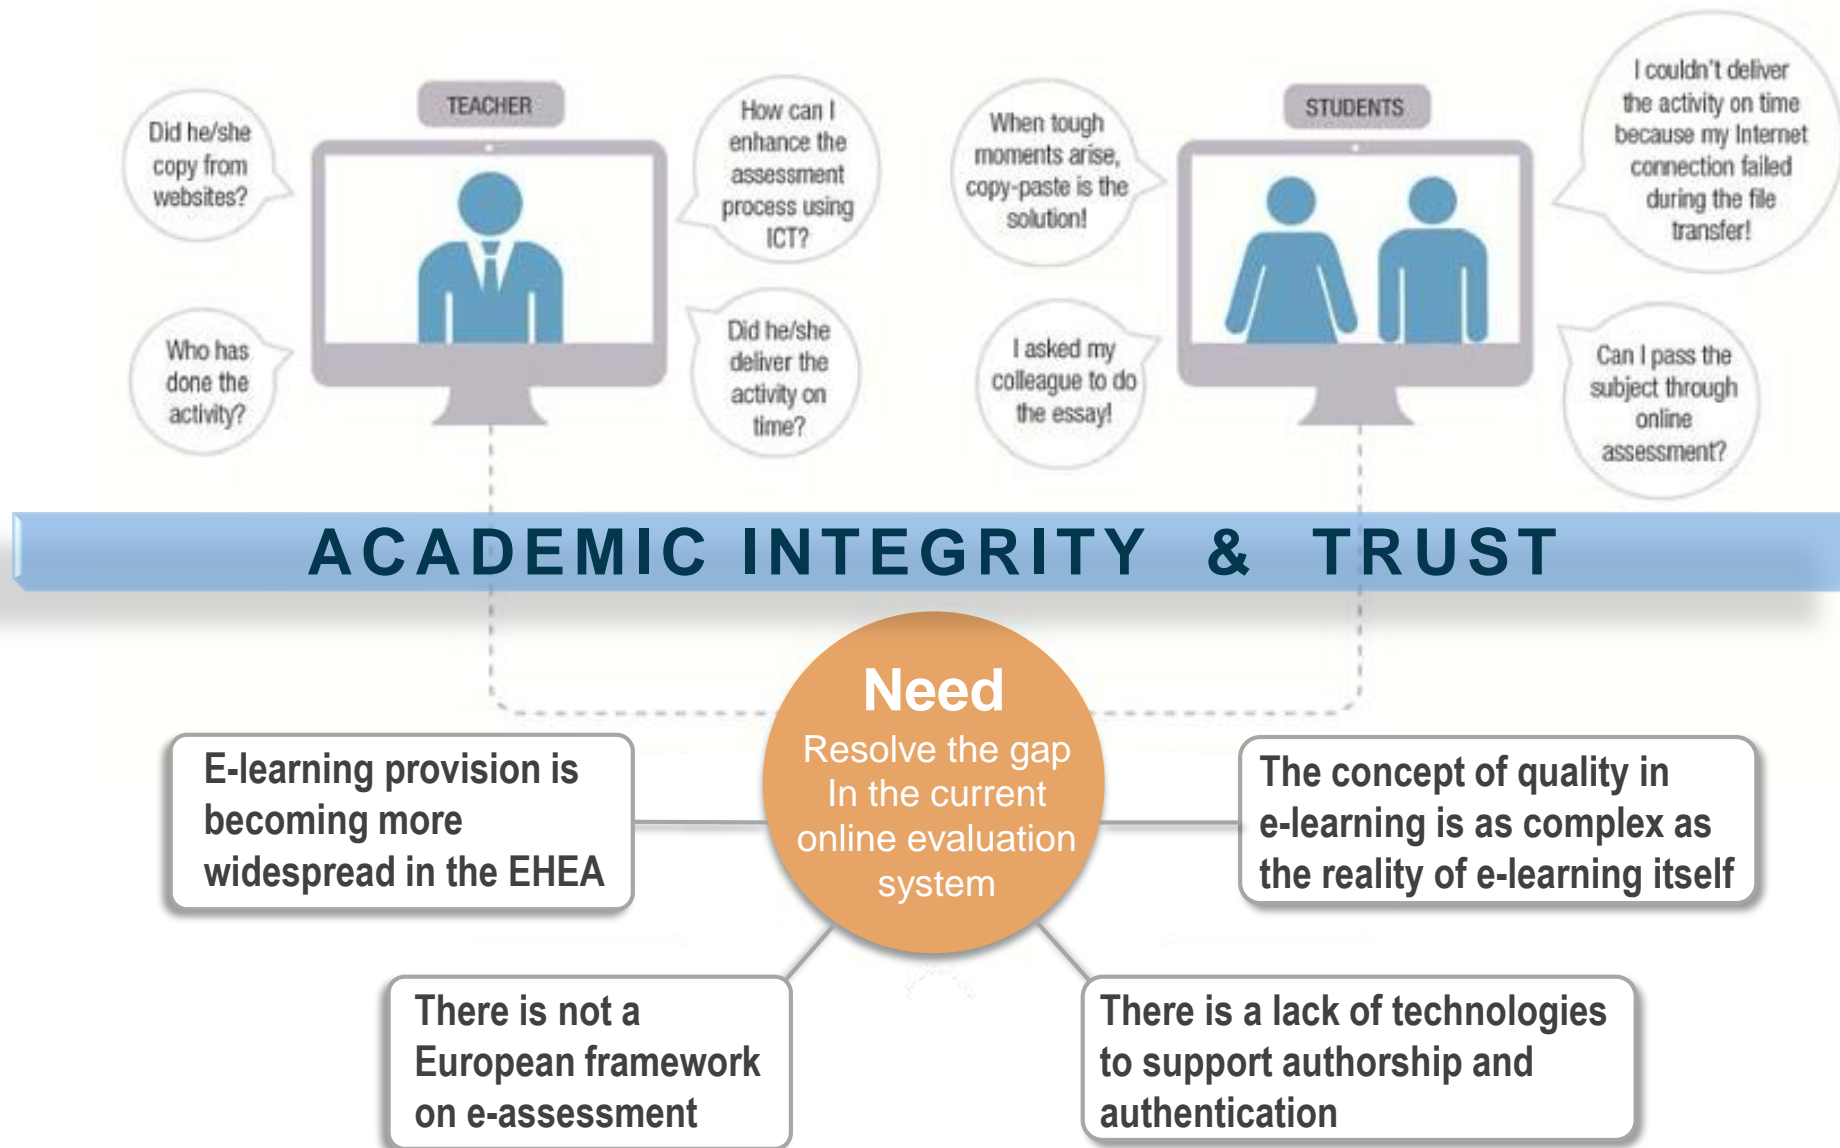 TEACHER
Did he/she
copy from
websites?
How can I
enhance the
assessment
process using
ICT?
Who has
done the
activity?
Did he/she
deliver the
activity on
time?
STUDENTS
When tough
moments arise,
copy-paste is the
solution!
I couldn't deliver
the activity on time
because my Internet
connection failed
during the file
transfer!
I asked my
colleague to do
the essay!
Can I pass the
subject through
online
assessment?
ACADEMIC INTEGRITY & TRUST
Need
Resolve the gap
In the current
online evaluation
system
E-learning provision is
becoming more
widespread in the EHEA
The concept of quality in
e-learning is as complex as
the reality of e-learning itself
There is not a
European framework
on e-assessment
There is a lack of technologies
to support authorship and
authentication